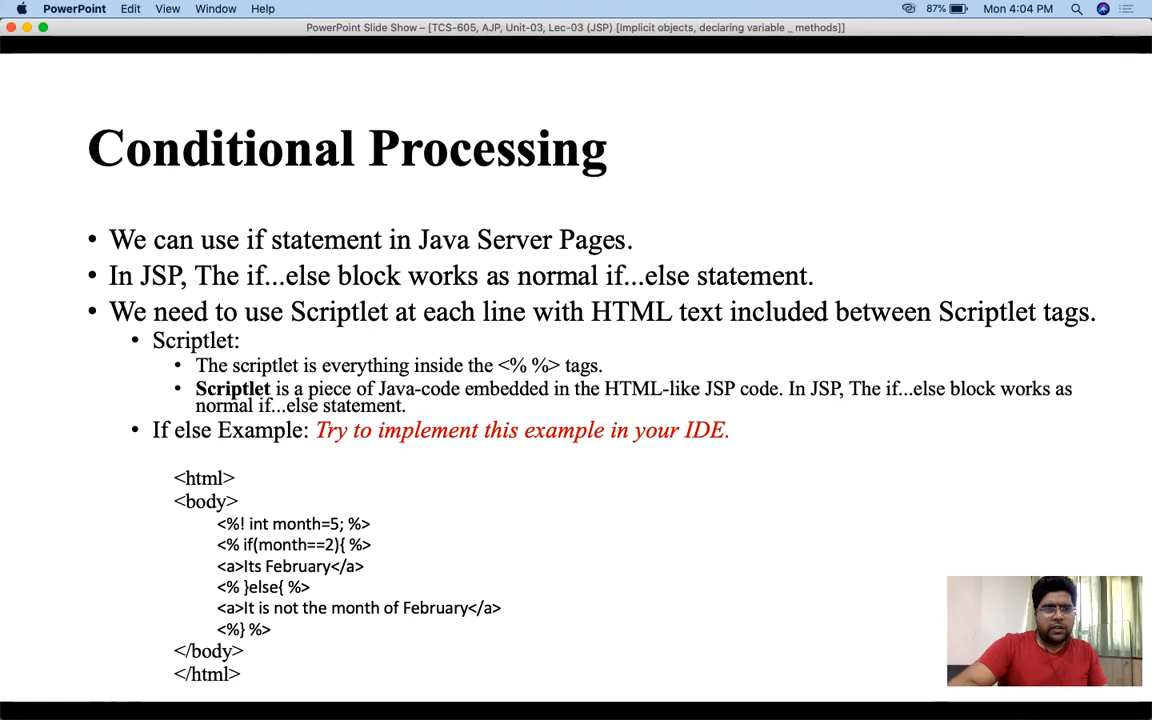 PowerPoint Edit View Window Help 87% Mon 4:04 PM
PowerPoint Slide Show – [TCS-605, AJP, Unit-03, Lec-03 (JSP) [Implicit objects, declaring variable _ methods]]
Conditional Processing
• We can use if statement in Java Server Pages.
• In JSP, The if...else block works as normal if...else statement.
• We need to use Scriptlet at each line with HTML text included between Scriptlet tags.
• Scriptlet:
• The scriptlet is everything inside the <% %> tags.
• Scriptlet is a piece of Java-code embedded in the HTML-like JSP code. In JSP, The if...else block works as
normal if...else statement.
• If else Example: Try to implement this example in your IDE.
<html>
<body>
<%! int month=5; %>
<% if(month==2){ %>
<a>Its February</a>
<% }else{ %>
<a>It is not the month of February</a>
<%} %>
</body>
</html>